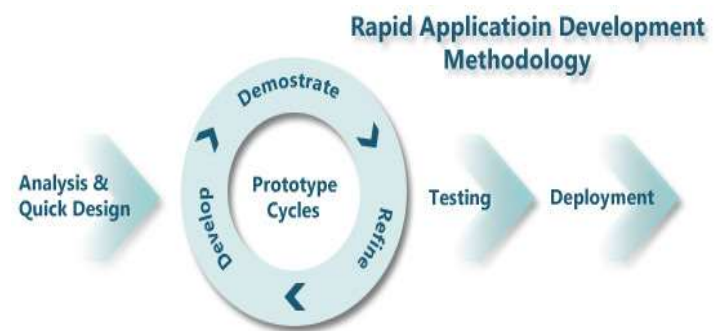 Rapid Applicatioin Development
Methodology
Analysis &
Quick Design
Demostrate
Develop
Refine
Prototype
Cycles
Testing
Deployment